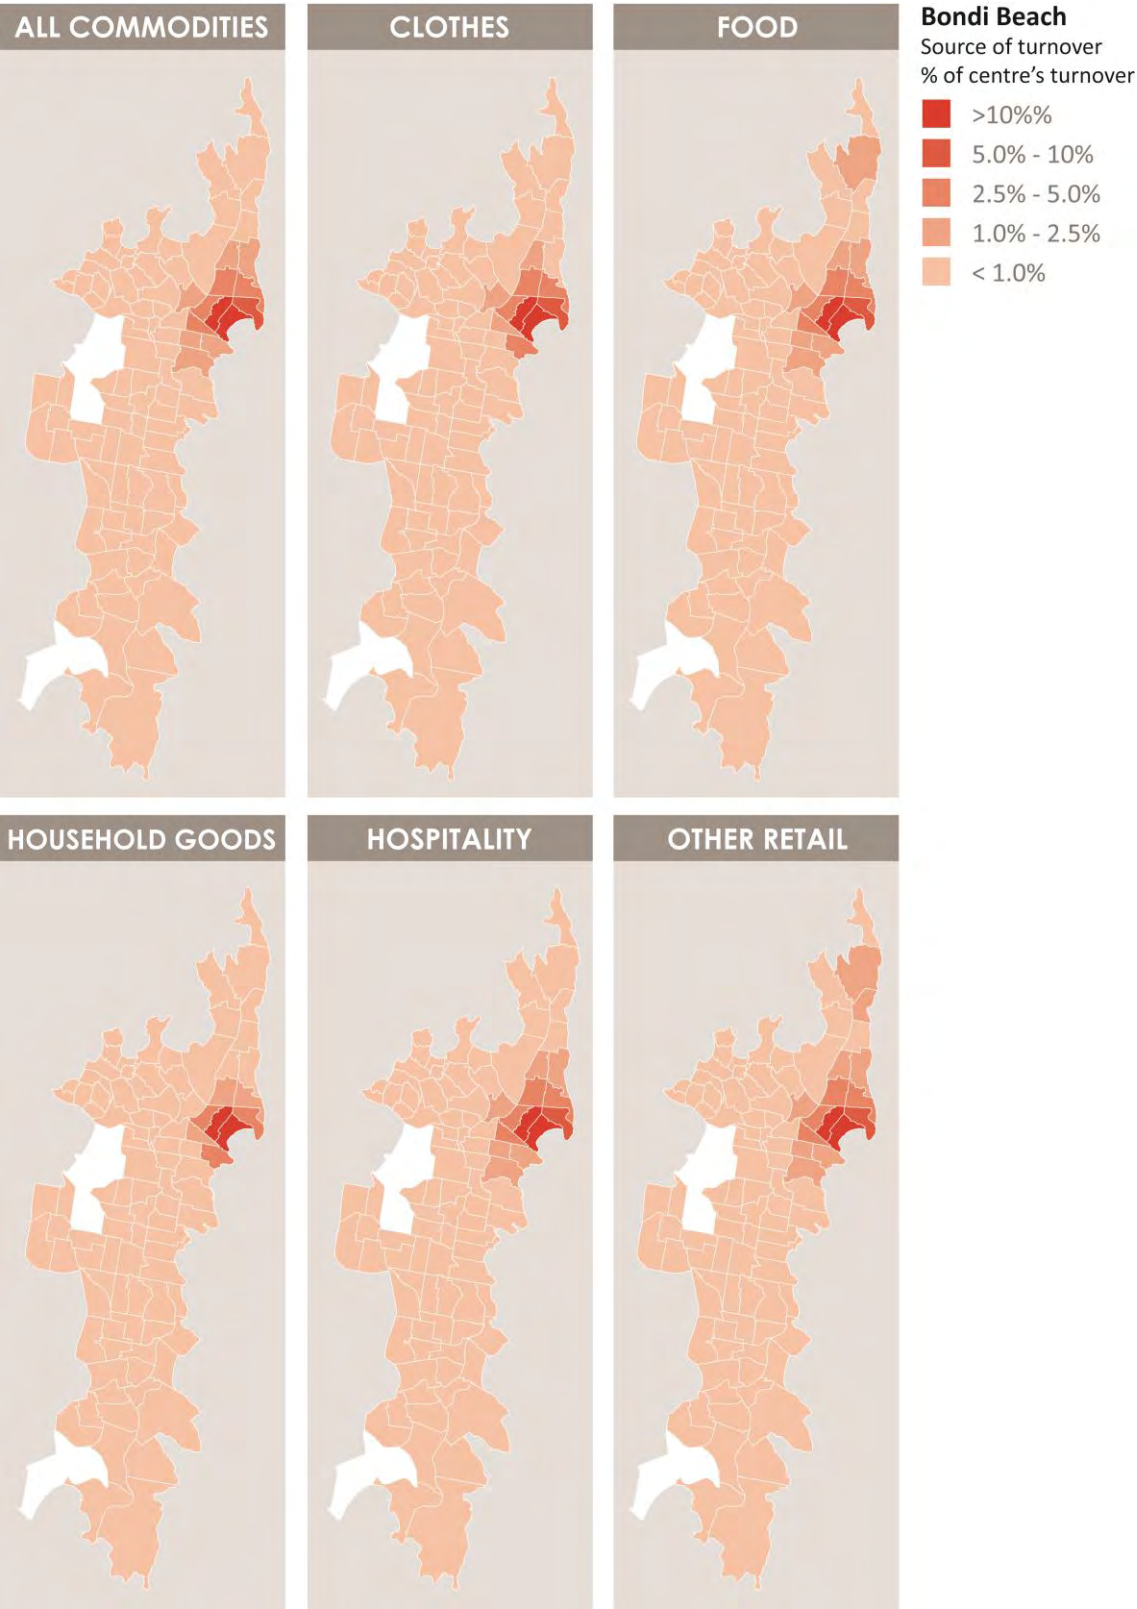 ALL COMMODITIES
CLOTHES
FOOD
Bondi Beach
Source of turnover
% of centre's turnover
>10%%
5.0% - 10%
2.5% - 5.0%
1.0% - 2.5%
< 1.0%
HOUSEHOLD GOODS
HOSPITALITY
OTHER RETAIL